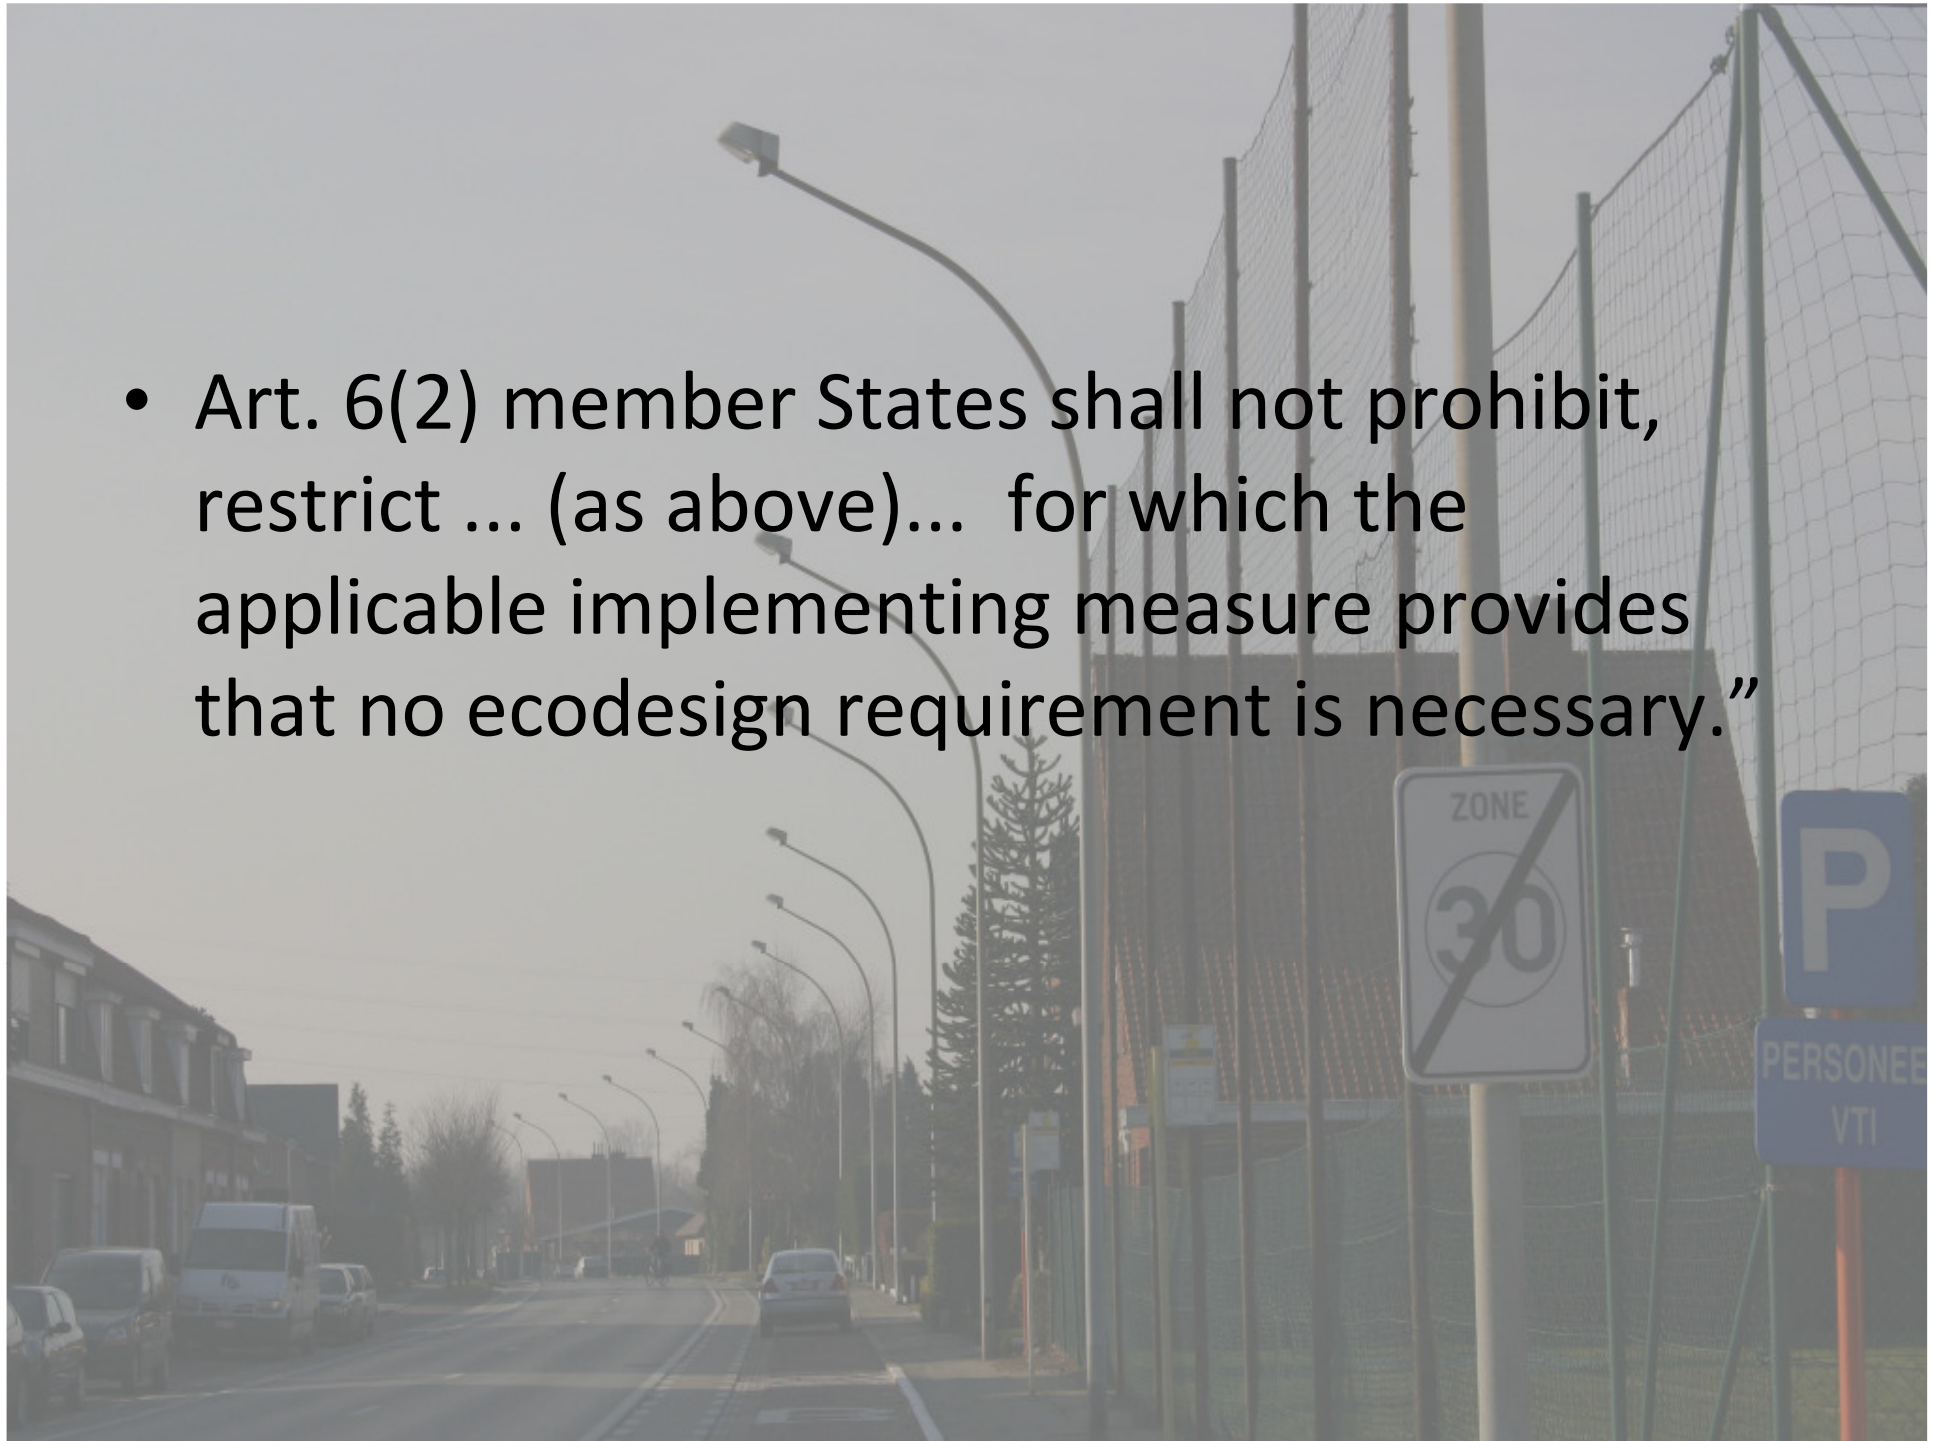 • Art. 6(2) member States shall not prohibit,
restrict ... (as above)... for which the
applicable implementing measure provides
that no ecodesign requirement is necessary.”
ZONE
30
P
PERSONEE
VTI